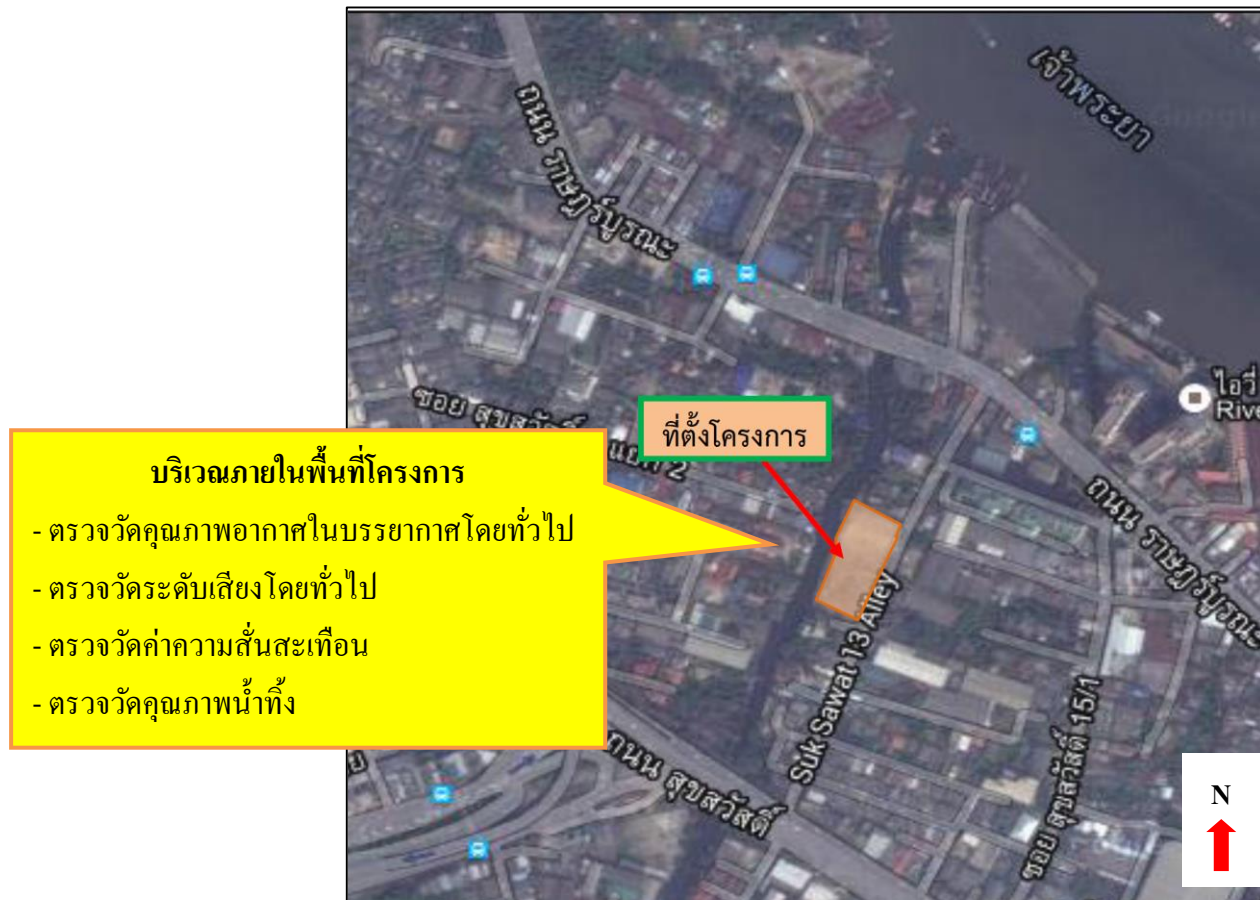 เจ้าพระยา
ถนน ราษฎร์บูรณะ
ไอวี่
ซอย สุขสวัสดิ์
แยก 2
ที่ตั้งโครงการ
บริเวณภายในพื้นที่โครงการ
- ตรวจวัดคุณภาพอากาศในบรรยากาศโดยทั่วไป
- ตรวจวัดระดับเสียงโดยทั่วไป
- ตรวจวัดค่าความสั่นสะเทือน
- ตรวจวัดคุณภาพน้ำทิ้ง
ถนน ราษฎร์บูรณะ
Suk Sawat 13 Alley
ซอย สุขสวัสดิ์ 15/1
ถนน สุขสวัสดิ์
N